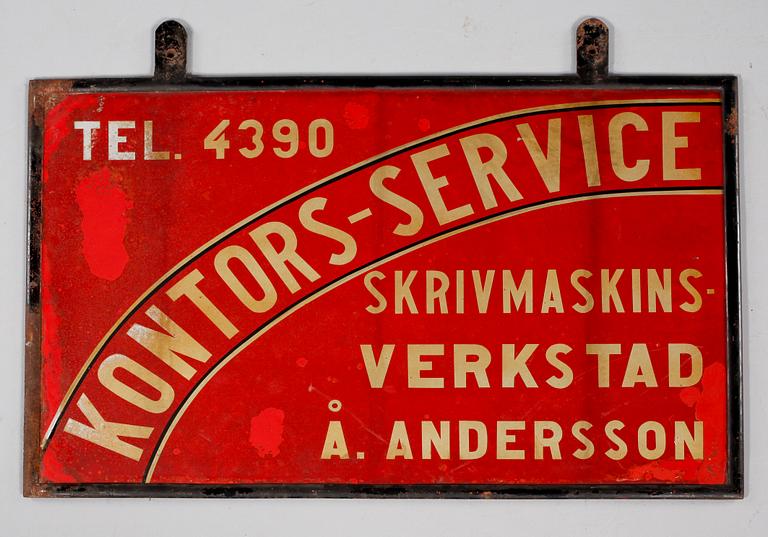 TEL. 4390
KONTORS-SERVICE
SKRIVMASKINS-
VERKSTAD
Å. ANDERSSON